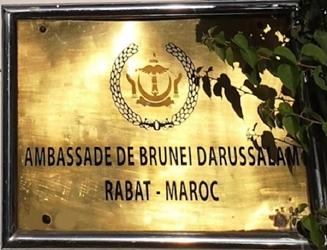 AMBASSADE DE BRUNEI DARUSSALAM
RABAT - MAROC